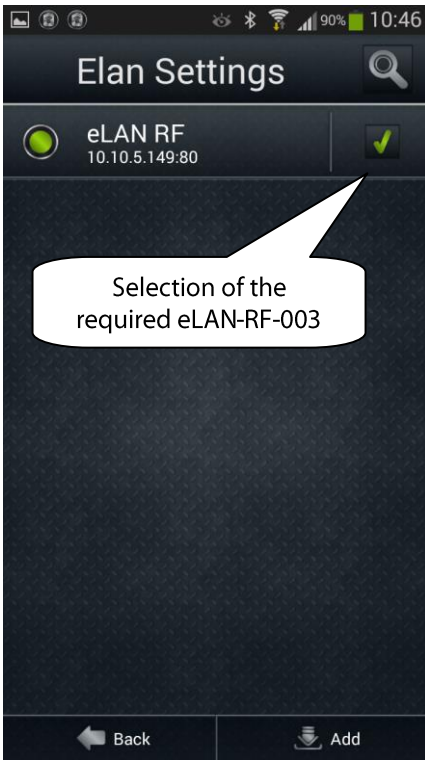 90% 10:46
Elan Settings
eLAN RF
10.10.5.149:80
Selection of the
required eLAN-RF-003
Back Add